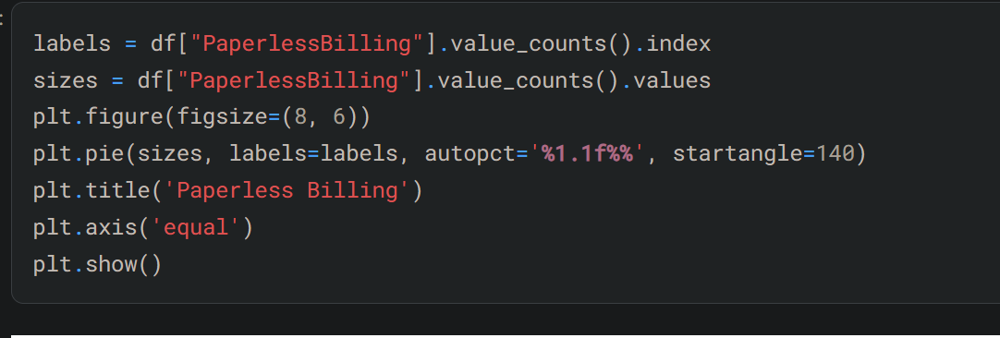 labels = df["PaperlessBilling"].value_counts().index
sizes = df["PaperlessBilling"].value_counts().values
plt.figure(figsize=(8, 6))
plt.pie(sizes, labels=labels, autopct='%1.1f%%', startangle=140)
plt.title('Paperless Billing')
plt.axis('equal')
plt.show()